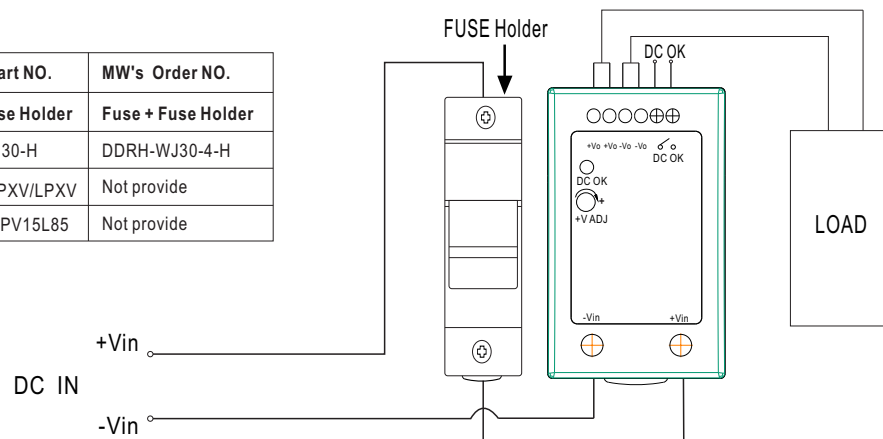 FUSE Holder
DC OK
art NO. MW's Order NO.
se Holder Fuse + Fuse Holder
30-H DDRH-WJ30-4-H
PXV/LPXV Not provide
PV15L85 Not provide
+Vo +Vo -Vo -Vo
DC OK
DC OK
+
+V ADJ
LOAD
-Vin +Vin
+Vin
DC IN
-Vin